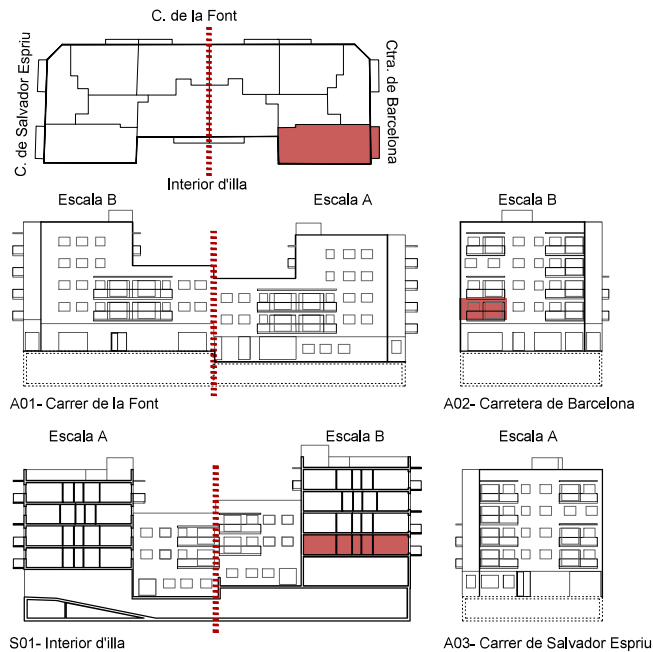 C. de la Font
C. de Salvador Espriu
Ctra. de Barcelona
Interior d'illa
Escala B
Escala A
Escala B
A01- Carrer de la Font
A02- Carretera de Barcelona
Escala A
Escala B
Escala A
S01- Interior d'illa
A03- Carrer de Salvador Espriu